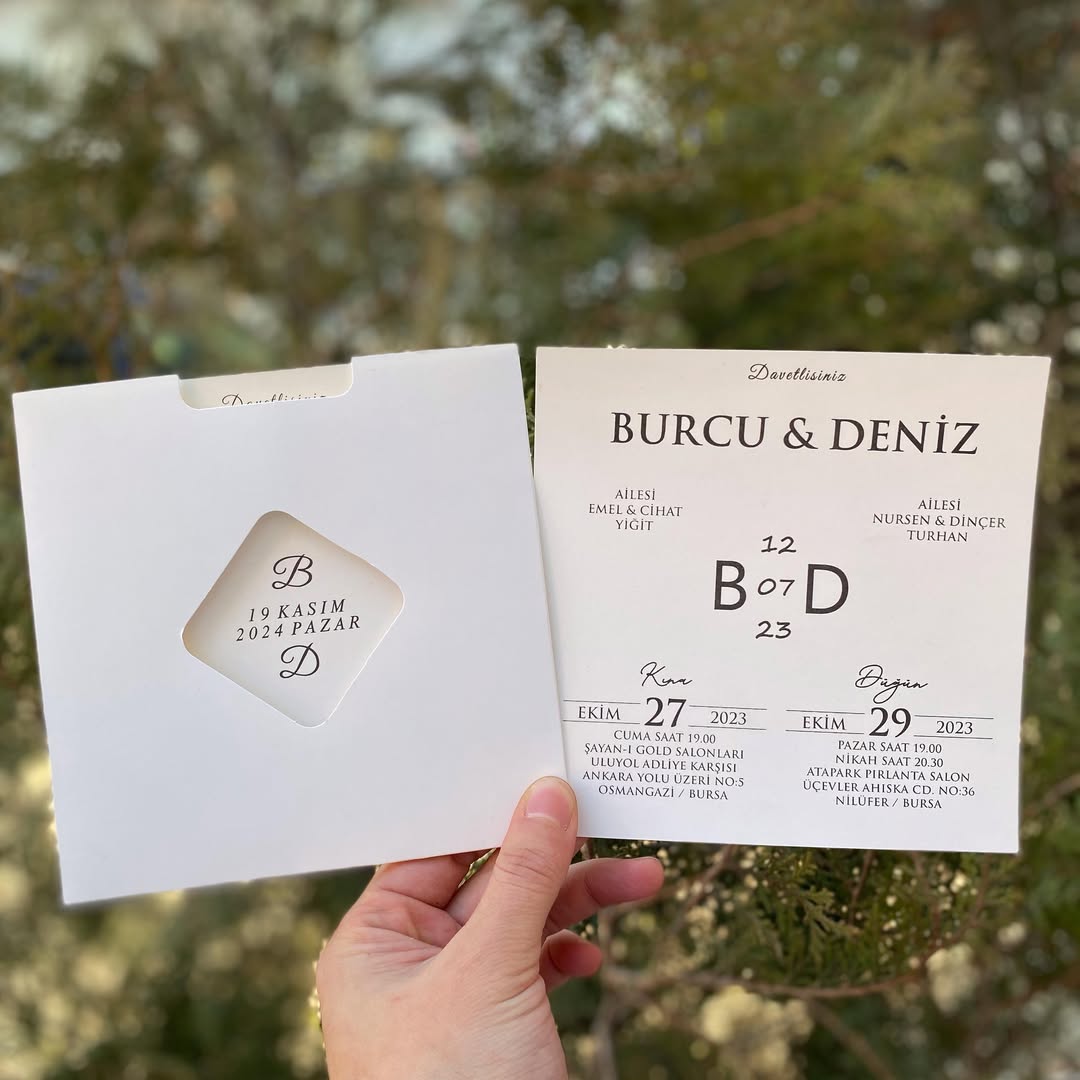 Davetlisiniz
B
19 KASIM
2024 PAZAR
D
Davetlisiniz
BURCU & DENİZ
AİLESİ
EMEL & CİHAT
YİĞİT
AİLESİ
NURSEN & DİNÇER
TURHAN
12
B 07 D
23
Kına
EKİM 27 2023
CUMA SAAT 19.00
ŞAYAN-I GOLD SALONLARI
ULUYOL ADLİYE KARŞISI
ANKARA YOLU ÜZERİ NO:5
OSMANGAZİ / BURSA
Düğün
EKİM 29 2023
PAZAR SAAT 19.00
NİKAH SAAT 20.30
ATAPARK PIRLANTA SALON
ÜÇEVLER AHISKA CD. NO:36
NİLÜFER / BURSA